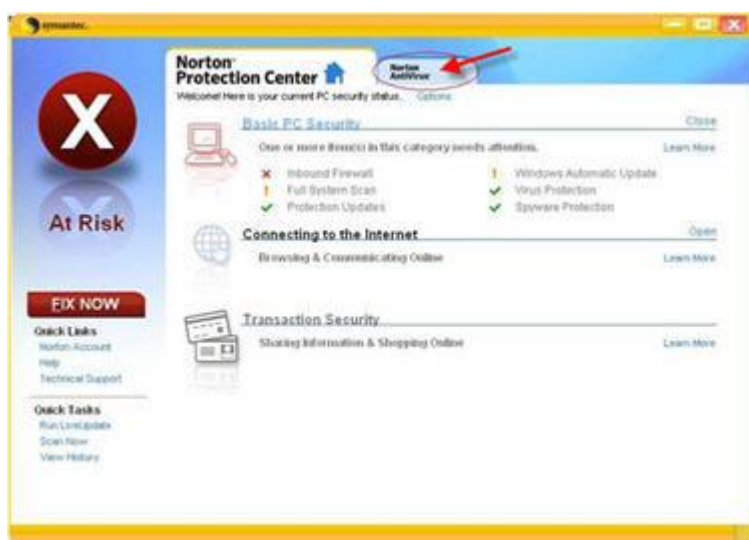 symantec.
Norton
Protection Center
Norton
AntiVirus
Welcome! Here is your current PC security status. Options
X
At Risk
FIX NOW
Quick Links
Norton Account
Help
Technical Support
Quick Tasks
Run LiveUpdate
Scan Now
View History
Basic PC Security Close
One or more item(s) in this category needs attention. Learn More
Inbound Firewall
! Windows Automatic Update
! Full System Scan
Virus Protection
Protection Updates
Spyware Protection
Connecting to the Internet Open
Browsing & Communicating Online Learn More
Transaction Security
Sharing Information & Shopping Online Learn More